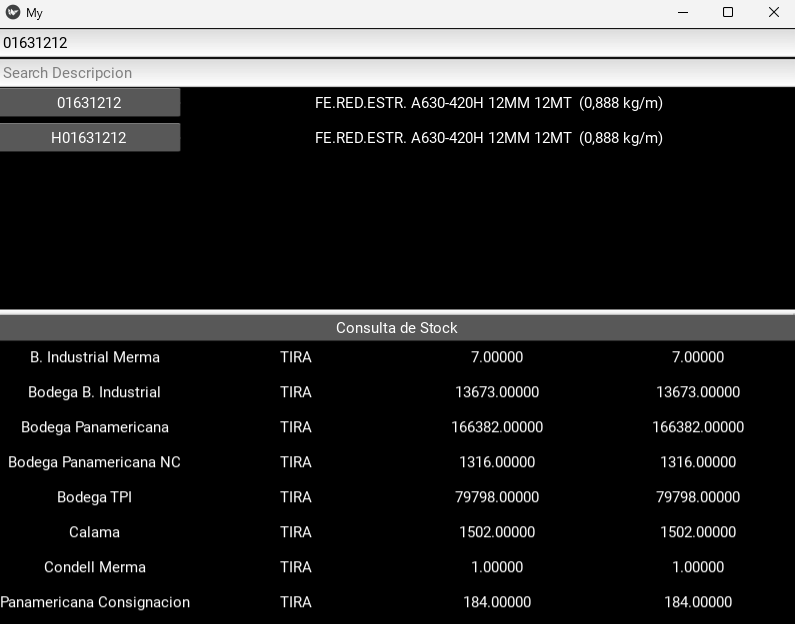 My
01631212
Search Descripcion
01631212 FE.RED.ESTR. A630-420H 12MM 12MT (0,888 kg/m)
H01631212 FE.RED.ESTR. A630-420H 12MM 12MT (0,888 kg/m)
Consulta de Stock
B. Industrial Merma TIRA 7.00000 7.00000
Bodega B. Industrial TIRA 13673.00000 13673.00000
Bodega Panamericana TIRA 166382.00000 166382.00000
Bodega Panamericana NC TIRA 1316.00000 1316.00000
Bodega TPI TIRA 79798.00000 79798.00000
Calama TIRA 1502.00000 1502.00000
Condell Merma TIRA 1.00000 1.00000
Panamericana Consignacion TIRA 184.00000 184.00000